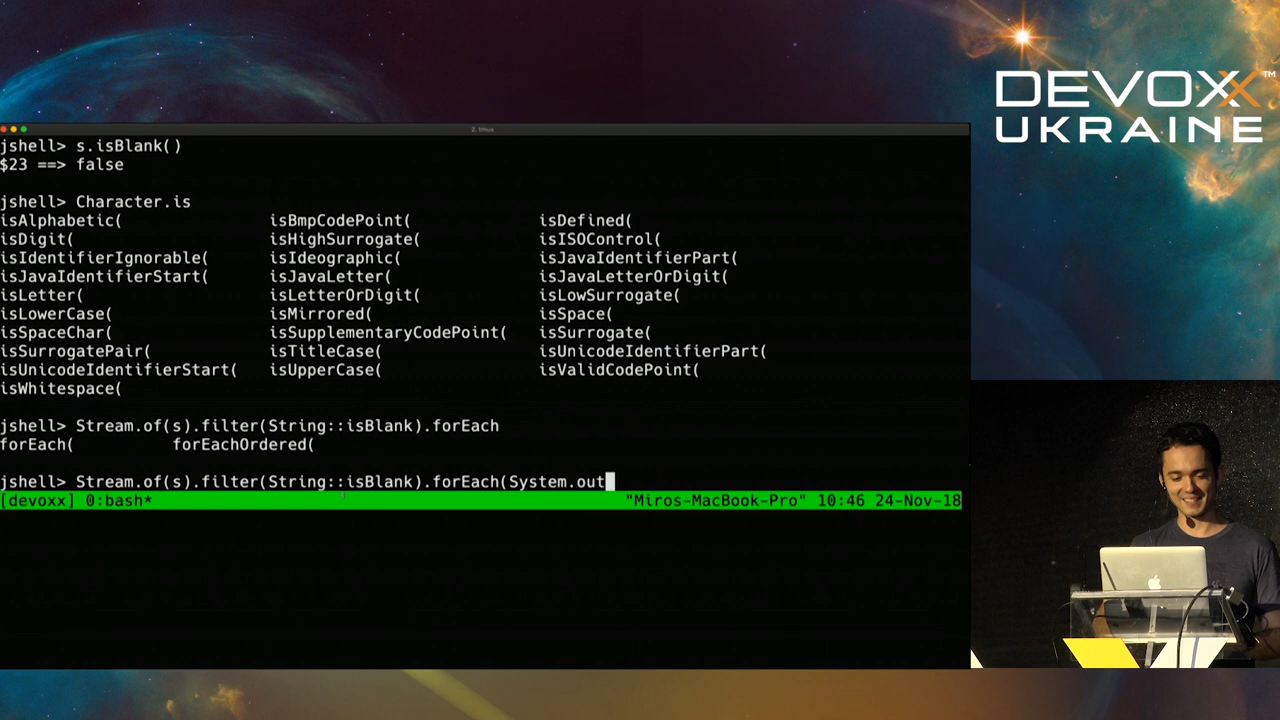 DEVOXX™
UKRAINE
2. tmux
jshell> s.isBlank()
$23 ==> false
jshell> Character.is
isAlphabetic( isBmpCodePoint( isDefined(
isDigit( isHighSurrogate( isISOControl(
isIdentifierIgnorable( isIdeographic( isJavaIdentifierPart(
isJavaIdentifierStart( isJavaLetter( isJavaLetterOrDigit(
isLetter( isLetterOrDigit( isLowSurrogate(
isLowerCase( isMirrored( isSpace(
isSpaceChar( isSupplementaryCodePoint( isSurrogate(
isSurrogatePair( isTitleCase( isUnicodeIdentifierPart(
isUnicodeIdentifierStart( isUpperCase( isValidCodePoint(
isWhitespace(
jshell> Stream.of(s).filter(String::isBlank).forEach
forEach( forEachOrdered(
jshell> Stream.of(s).filter(String::isBlank).forEach(System.out
[devoxx] 0:bash* "Miros-MacBook-Pro" 10:46 24-Nov-18